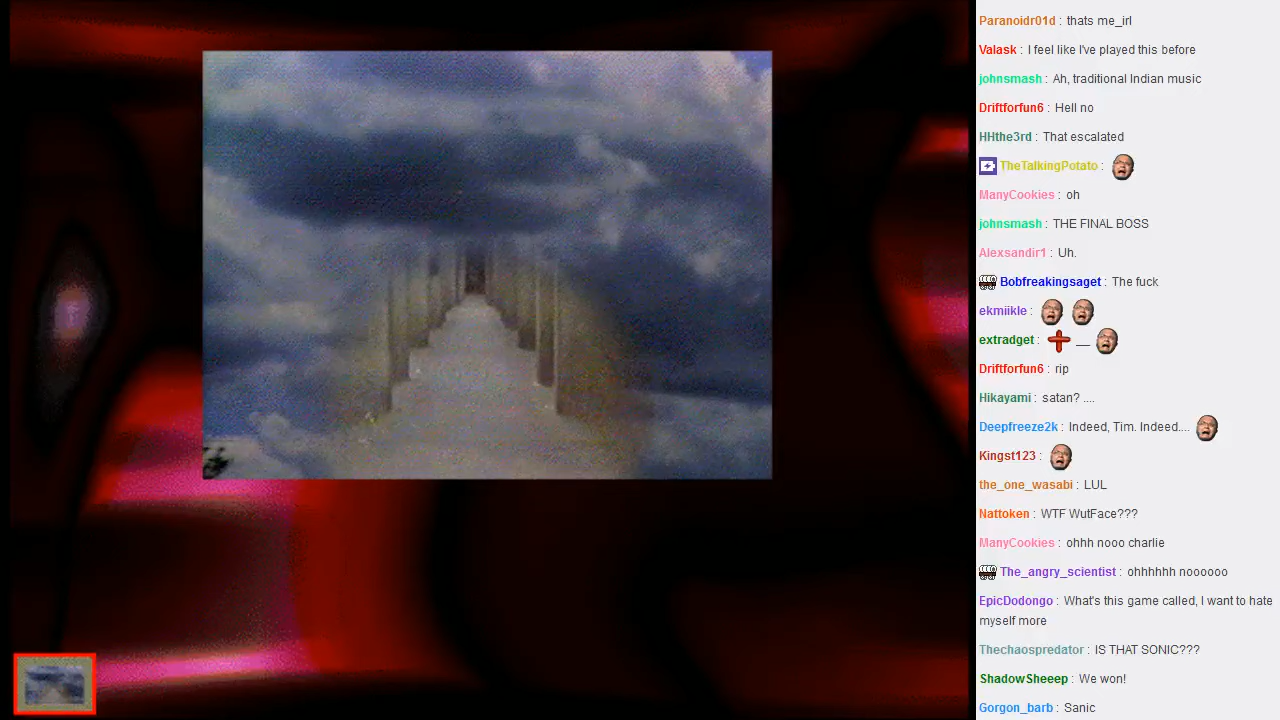 Paranoidr01d : thats me_irl
Valask : I feel like I've played this before
johnsmash : Ah, traditional Indian music
Driftforfun6 : Hell no
HHthe3rd : That escalated
TheTalkingPotato :
ManyCookies : oh
johnsmash : THE FINAL BOSS
Alexsandir1 : Uh.
Bobfreakingsaget : The fuck
ekmiikle :
extradget : __
Driftforfun6 : rip
Hikayami : satan? ....
Deepfreeze2k : Indeed, Tim. Indeed....
Kingst123 :
the_one_wasabi : LUL
Nattoken : WTF WutFace???
ManyCookies : ohhh nooo charlie
The_angry_scientist : ohhhhhh noooooo
EpicDodongo : What's this game called, I want to hate
myself more
Thechaospredator : IS THAT SONIC???
ShadowSheeep : We won!
Gorgon_barb : Sanic